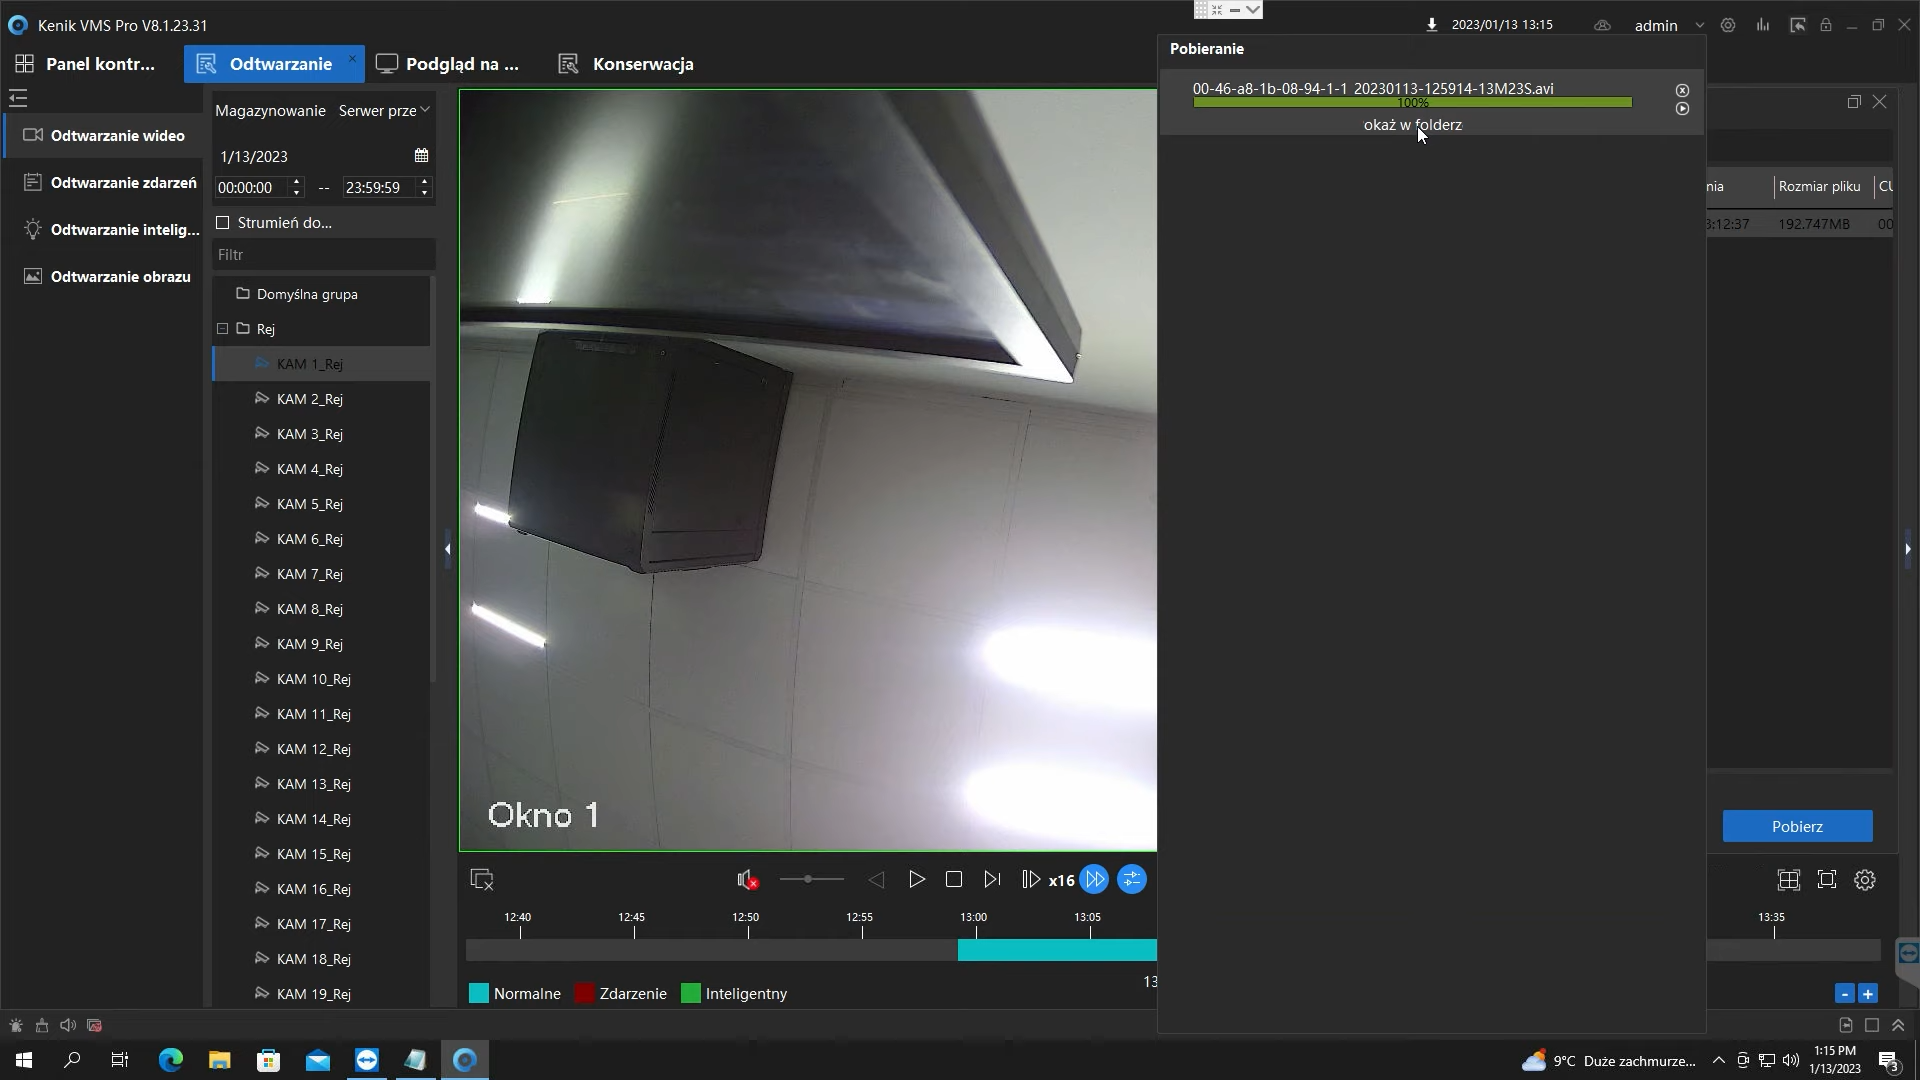 Kenik VMS Pro V8.1.23.31
2023/01/13 13:15
admin
Panel kontr...
Odtwarzanie
Podgląd na ...
Konserwacja
Pobieranie
00-46-a8-1b-08-94-1-1_20230113-125914-13M23S.avi
100%
okaż w folderz
Odtwarzanie wideo
Odtwarzanie zdarzeń
Odtwarzanie intelig...
Odtwarzanie obrazu
Magazynowanie
Serwer prze
1/13/2023
00:00:00 -- 23:59:59
Strumień do...
Filtr
Domyślna grupa
Rej
KAM 1_Rej
KAM 2_Rej
KAM 3_Rej
KAM 4_Rej
KAM 5_Rej
KAM 6_Rej
KAM 7_Rej
KAM 8_Rej
KAM 9_Rej
KAM 10_Rej
KAM 11_Rej
KAM 12_Rej
KAM 13_Rej
KAM 14_Rej
KAM 15_Rej
KAM 16_Rej
KAM 17_Rej
KAM 18_Rej
KAM 19_Rej
Okno 1
nia Rozmiar pliku
3:12:37 192.747MB 00
Pobierz
x16
12:40 12:45 12:50 12:55 13:00 13:05 13:35
13
Normalne Zdarzenie Inteligentny
- +
9°C Duże zachmurze...
1:15 PM
1/13/2023
3